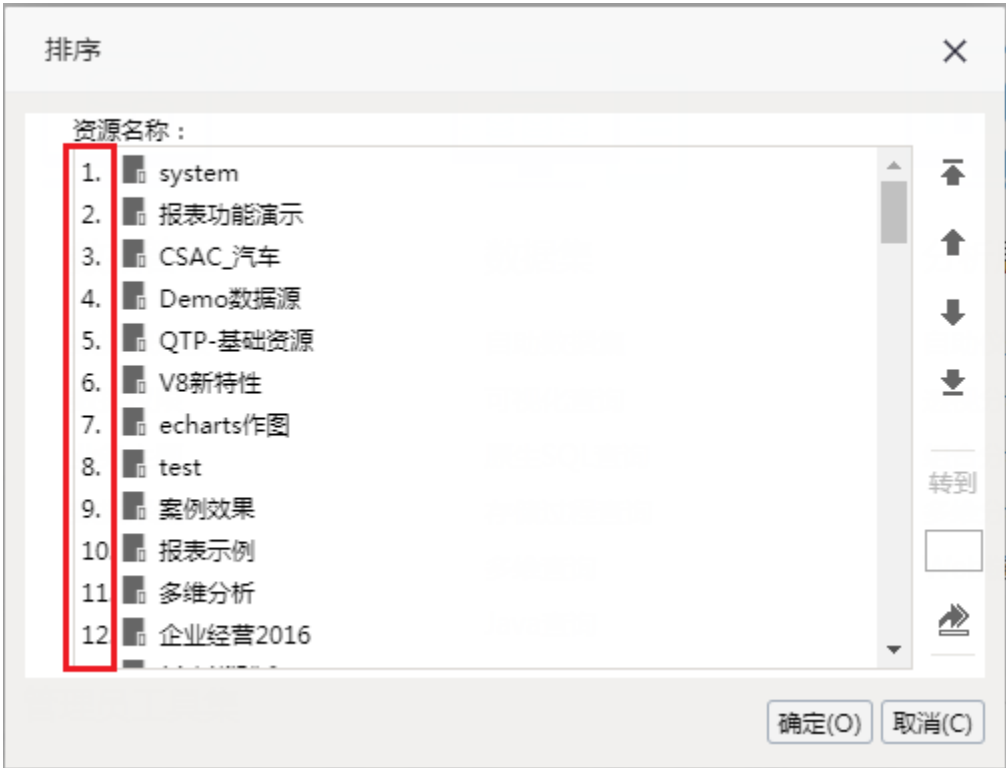 排序
资源名称：
1. system
2. 报表功能演示
3. CSAC_汽车
4. Demo数据源
5. QTP-基础资源
6. V8新特性
7. echarts作图
8. test
9. 案例效果
10 报表示例
11 多维分析
12 企业经营2016
转到
确定(O) 取消(C)